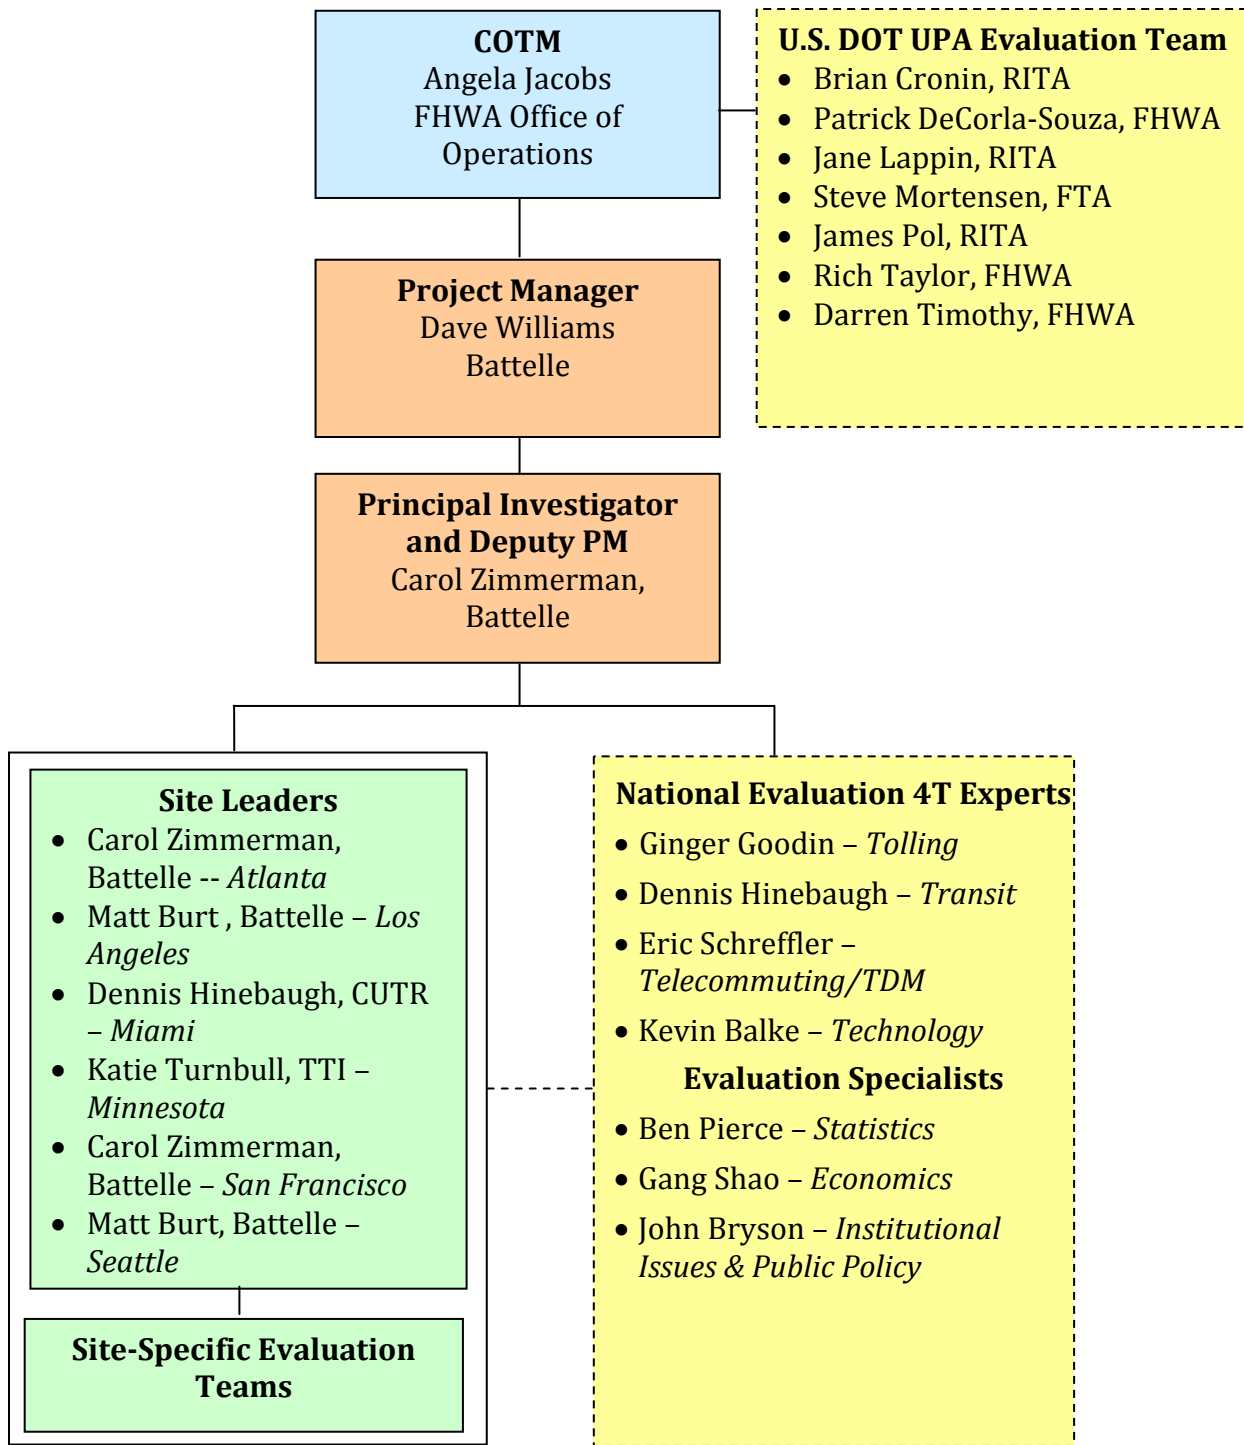 COTM
Angela Jacobs
FHWA Office of
Operations
U.S. DOT UPA Evaluation Team
• Brian Cronin, RITA
• Patrick DeCorla-Souza, FHWA
• Jane Lappin, RITA
• Steve Mortensen, FTA
• James Pol, RITA
• Rich Taylor, FHWA
• Darren Timothy, FHWA
Project Manager
Dave Williams
Battelle
Principal Investigator
and Deputy PM
Carol Zimmerman,
Battelle
Site Leaders
• Carol Zimmerman,
Battelle -- Atlanta
• Matt Burt , Battelle – Los
Angeles
• Dennis Hinebaugh, CUTR
– Miami
• Katie Turnbull, TTI –
Minnesota
• Carol Zimmerman,
Battelle – San Francisco
• Matt Burt, Battelle –
Seattle
Site-Specific Evaluation
Teams
National Evaluation 4T Experts
• Ginger Goodin – Tolling
• Dennis Hinebaugh – Transit
• Eric Schreffler –
Telecommuting/TDM
• Kevin Balke – Technology
Evaluation Specialists
• Ben Pierce – Statistics
• Gang Shao – Economics
• John Bryson – Institutional
Issues & Public Policy